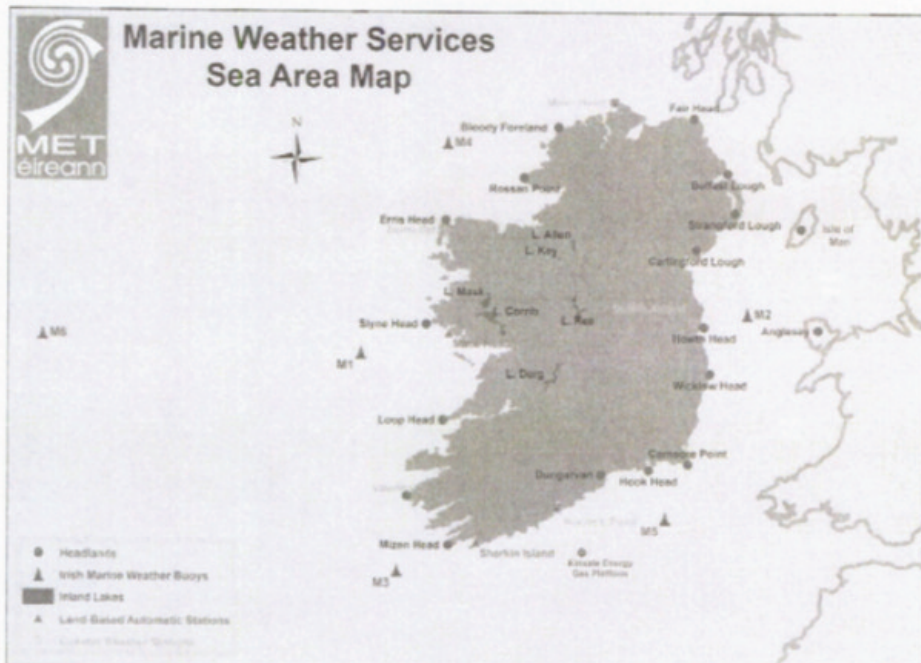 Marine Weather Services
Sea Area Map
MET
éireann
N
M4
Bloody Foreland
Fair Head
Rossan Point
Belfast Lough
Erris Head
Strangford Lough
Isle of
Man
L. Allen
L. Key
Carlingford Lough
L. Mask
L. Corrib
L. Ree
M2
Anglesey
M6
Slyne Head
Howth Head
M1
L. Derg
Wicklow Head
Loop Head
Carnsore Point
Dungarvan
Hook Head
M5
Mizen Head
Sherkin Island
Kinsale Energy
Gas Platform
M3
Headlands
Irish Marine Weather Buoys
Inland Lakes
Land Based Automatic Stations